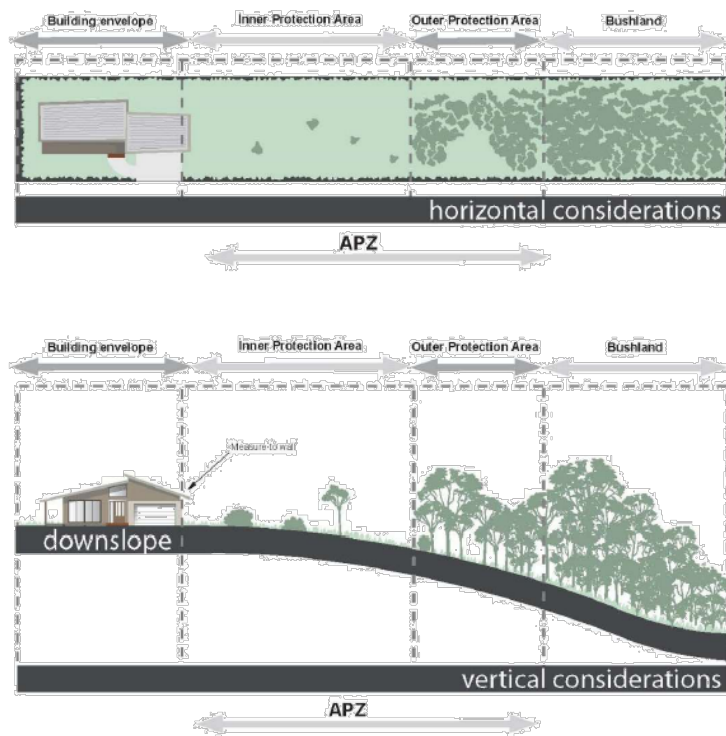 Building envelope
Inner Protection Area
Outer Protection Area
Bushland
horizontal considerations
APZ
Building envelope
Inner Protection Area
Outer Protection Area
Bushland
Measure to wall
downslope
vertical considerations
APZ